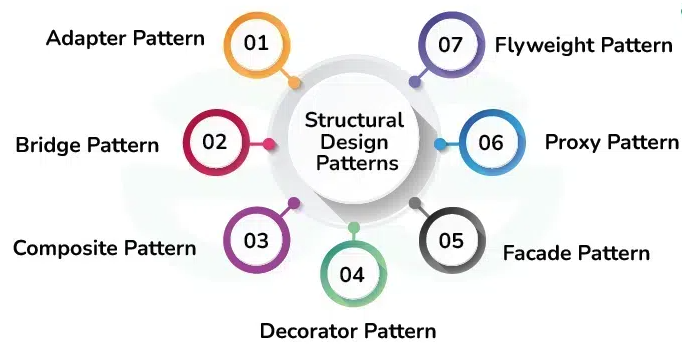 Structural
Design
Patterns
01
Adapter Pattern
02
Bridge Pattern
03
Composite Pattern
04
Decorator Pattern
05
Facade Pattern
06
Proxy Pattern
07
Flyweight Pattern